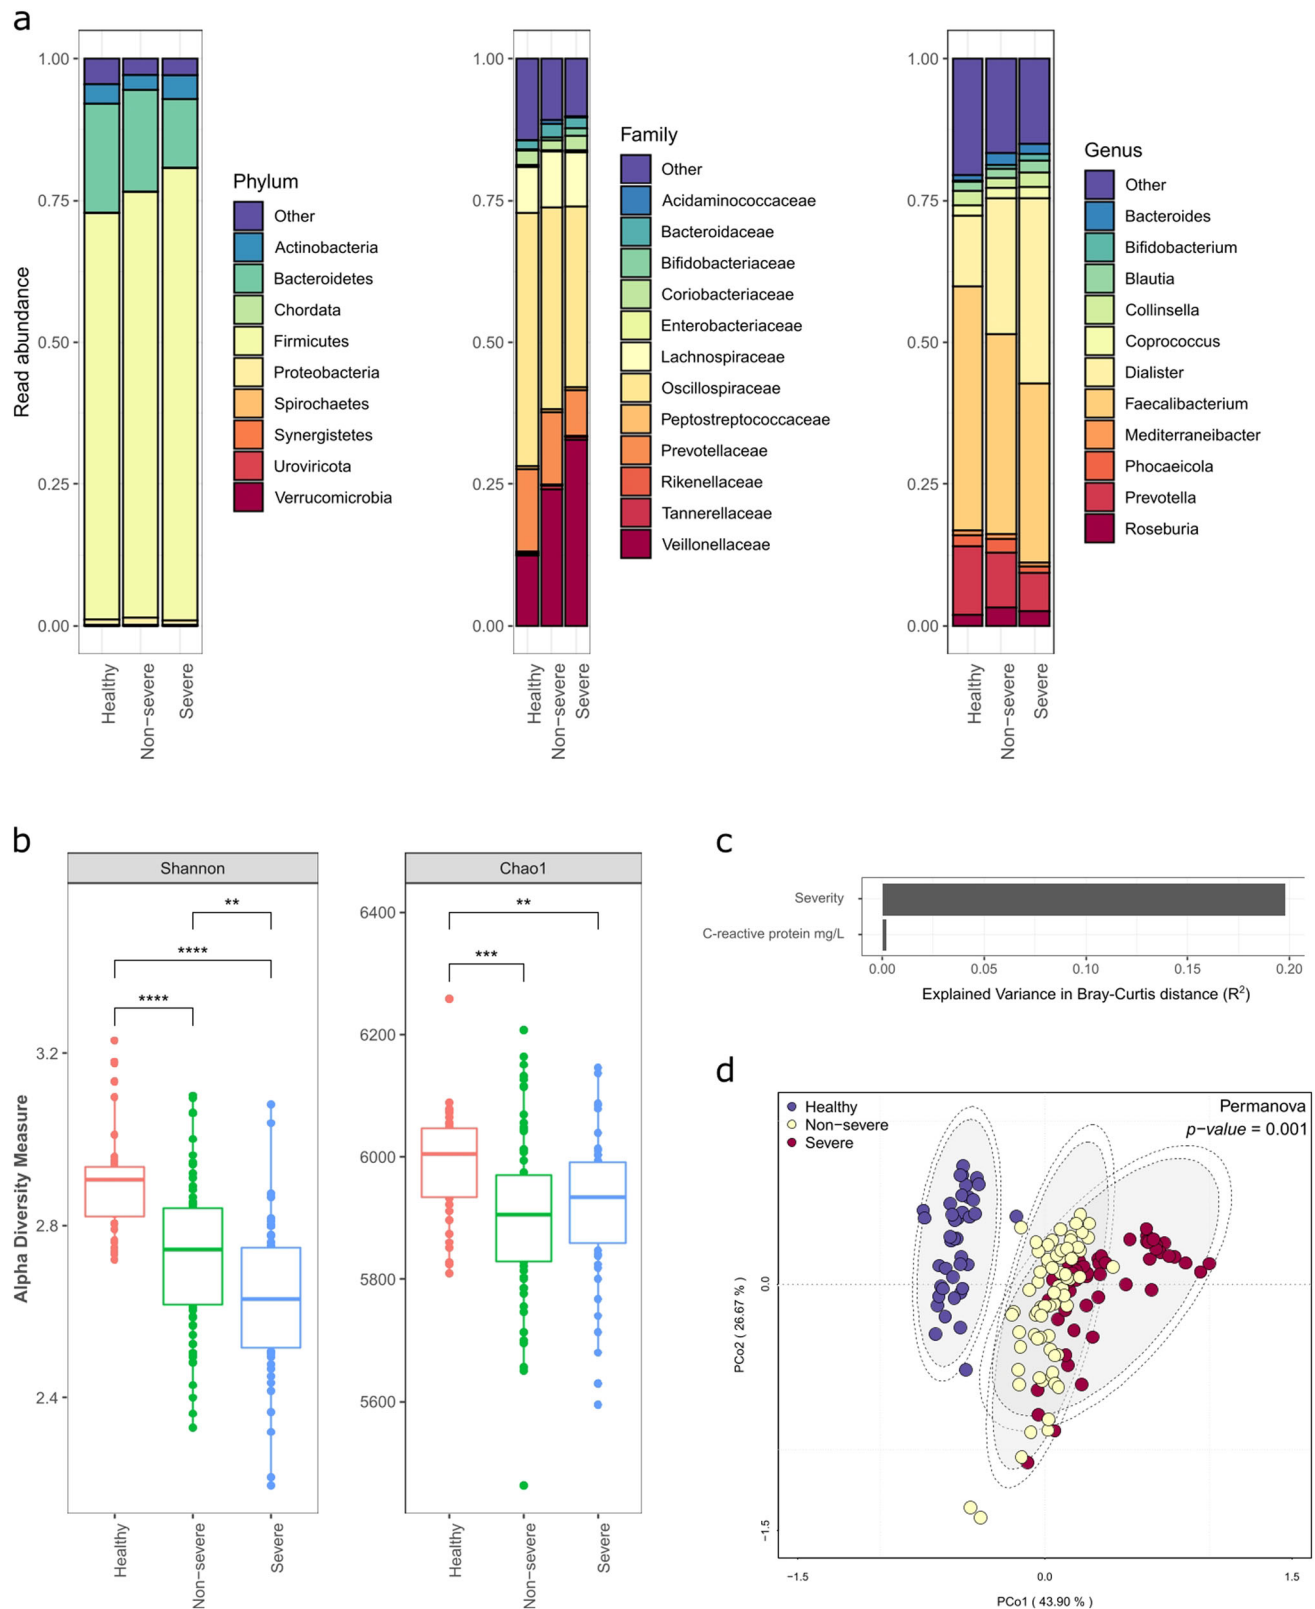 a
Read abundance
1.00
0.75
0.50
0.25
0.00
Healthy
Non−severe
Severe
Phylum
Other
Actinobacteria
Bacteroidetes
Chordata
Firmicutes
Proteobacteria
Spirochaetes
Synergistetes
Uroviricota
Verrucomicrobia
1.00
0.75
0.50
0.25
0.00
Healthy
Non−severe
Severe
Family
Other
Acidaminococcaceae
Bacteroidaceae
Bifidobacteriaceae
Coriobacteriaceae
Enterobacteriaceae
Lachnospiraceae
Oscillospiraceae
Peptostreptococcaceae
Prevotellaceae
Rikenellaceae
Tannerellaceae
Veillonellaceae
1.00
0.75
0.50
0.25
0.00
Healthy
Non−severe
Severe
Genus
Other
Bacteroides
Bifidobacterium
Blautia
Collinsella
Coprococcus
Dialister
Faecalibacterium
Mediterraneibacter
Phocaeicola
Prevotella
Roseburia
b
Alpha Diversity Measure
Shannon
**
****
****
3.2
2.8
2.4
Healthy
Non−severe
Severe
Chao1
**
***
6400
6200
6000
5800
5600
Healthy
Non−severe
Severe
c
Severity
C-reactive protein mg/L
0.00 0.05 0.10 0.15 0.20
Explained Variance in Bray-Curtis distance (R²)
d
Healthy
Non−severe
Severe
Permanova
p-value = 0.001
PCo2 ( 26.67 % )
0.0
−1.5
−1.5 0.0 1.5
PCo1 ( 43.90 % )